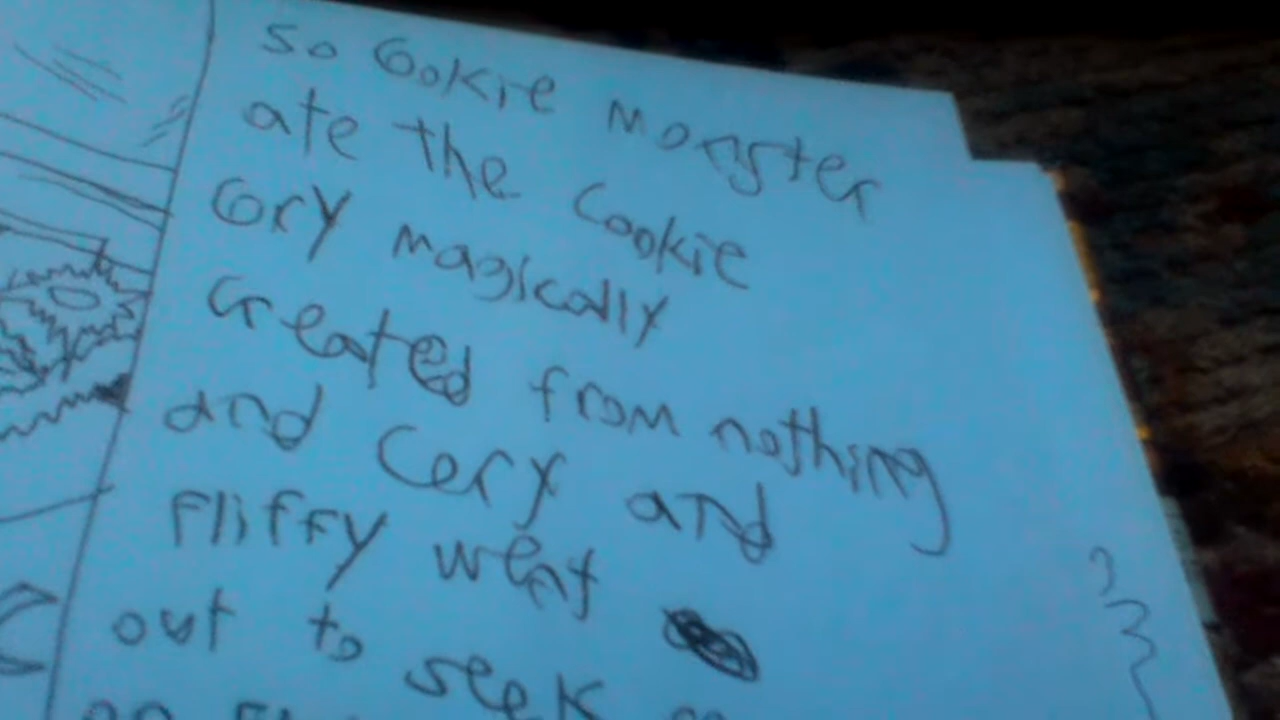 so Cookie Monster
ate the Cookie
Cory magically
Created from nothing
and Cory and
Fliffy went
out to seek